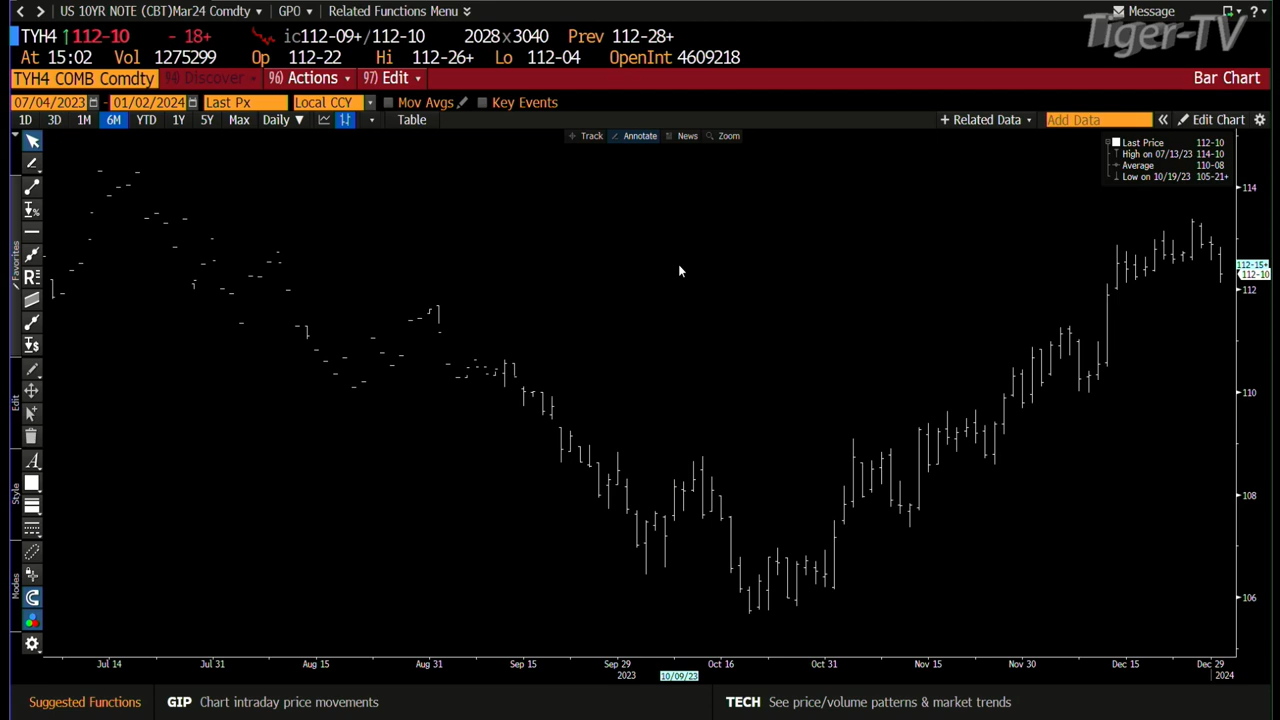 US 10YR NOTE (CBT)Mar24 Comdty GPO Related Functions Menu Message
Tiger-TV
TYH4 ↑112-10 - 18+ ic112-09+/112-10 2028x3040 Prev 112-28+
At 15:02 Vol 1275299 Op 112-22 Hi 112-26+ Lo 112-04 OpenInt 4609218
TYH4 COMB Comdty 94) Discover 96) Actions 97) Edit Bar Chart
07/04/2023 - 01/02/2024 Last Px Local CCY Mov Avgs Key Events
1D 3D 1M 6M YTD 1Y 5Y Max Daily ▼ Table + Related Data Add Data « Edit Chart
Track Annotate News Zoom
Last Price 112-10
High on 07/13/23 114-10
Average 110-08
Low on 10/19/23 105-21+
Favorites
Edit
Style
Modes
114
112-15+
112-10
112
110
108
106
Jul 14 Jul 31 Aug 15 Aug 31 Sep 15 Sep 29 Oct 16 Oct 31 Nov 15 Nov 30 Dec 15 Dec 29
2023 10/09/23 2024
Suggested Functions GIP Chart intraday price movements TECH See price/volume patterns & market trends